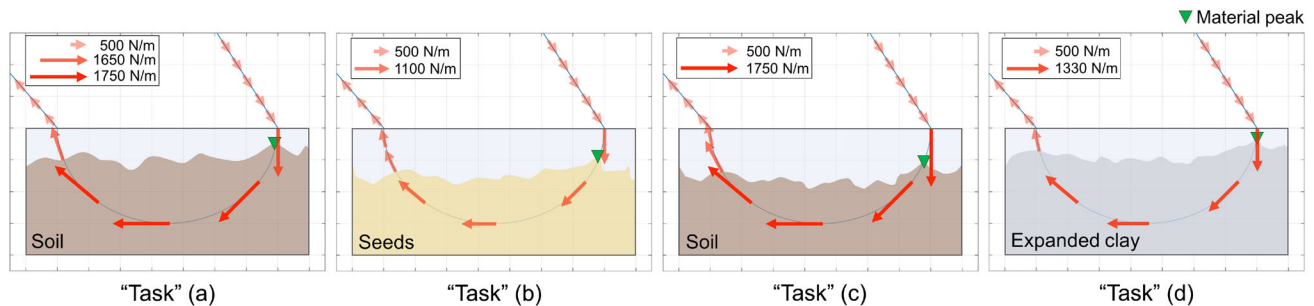 Material peak
500 N/m
1650 N/m
1750 N/m
Soil
“Task” (a)
500 N/m
1100 N/m
Seeds
“Task” (b)
500 N/m
1750 N/m
Soil
“Task” (c)
500 N/m
1330 N/m
Expanded clay
“Task” (d)